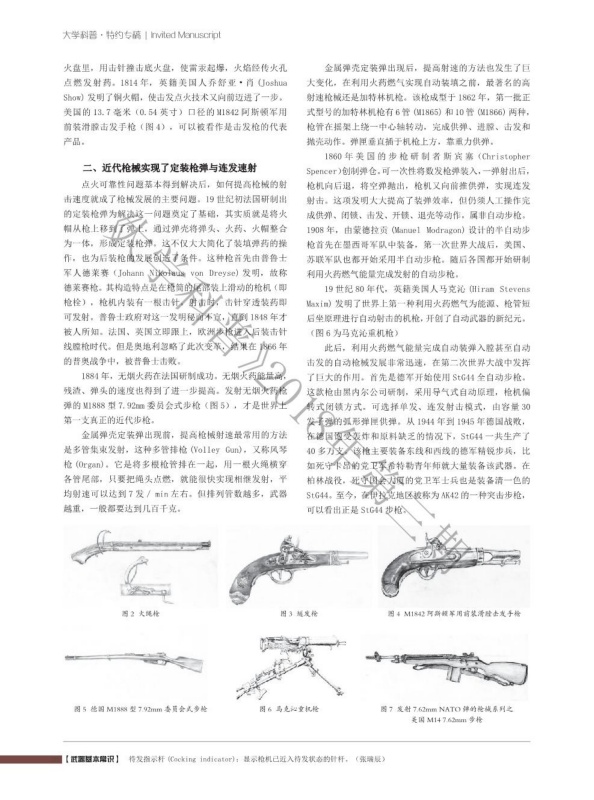 大学科普·特约专稿 | Invited Manuscript
火盘里，用击针撞击底火盘，使雷汞起爆，火焰经传火孔
点燃发射药。1814 年，英籍美国人乔舒亚·肖 (Joshua
Show) 发明了铜火帽，使击发点火技术又向前迈进了一步。
美国的 13.7 毫米（0.54 英寸）口径的M1842 阿斯顿军用
前装滑膛击发手枪（图 4），可以被看作是击发枪的代表
产品。
二、近代枪械实现了定装枪弹与连发速射
点火可靠性问题基本得到解决后，如何提高枪械的射
击速度就成了枪械发展的主要问题。19 世纪初法国研制出
的定装枪弹为解决这一问题奠定了基础，其实质就是将火
帽从枪上移到了弹上，通过弹壳将弹头、火药、火帽整合
为一体，形成定装枪弹。这不仅大大简化了装填弹药的操
作，也为后装枪的发展创造了条件。这种枪首先由普鲁士
军人德莱赛（Johann Nikolaus von Dreyse）发明，故称
德莱赛枪。其构造特点是在枪筒的尾部装上滑动的枪机（即
枪栓），枪机内装有一根击针，射击时，击针穿透装药即
可发射。普鲁士政府对这一发明秘而不宣，直到 1848 年才
被人所知。法国、英国立即跟上，欧洲步枪进入后装击针
线膛枪时代。但是奥地利忽略了此次变革，结果在 1866 年
的普奥战争中，被普鲁士击败。
1884年，无烟火药在法国研制成功。无烟火药能量高，
残渣、弹头的速度也得到了进一步提高。发射无烟火药枪
弹的 M1888 型 7.92mm 委员会式步枪（图 5），才是世界上
第一支真正的近代步枪。
金属弹壳定装弹出现前，提高枪械射速最常用的方法
是多管集束发射，这种多管排枪 (Volley Gun)，又称风琴
枪 (Organ)。它是将多根枪管排在一起，用一根火绳横穿
各管尾部，只要把绳头点燃，就能很快实现相继发射，平
均射速可以达到 7 发 / min 左右。但排列管数越多，武器
越重，一般都要达到几百千克。
金属弹壳定装弹出现后，提高射速的方法也发生了巨
大变化。在利用火药燃气实现自动装填之前，最著名的高
射速枪械还是加特林机枪。该枪成型于 1862 年，第一批正
式型号的加特林机枪有 6 管 (M1865) 和 10 管 (M1866) 两种，
枪管在摇架上绕一中心轴转动，完成供弹、进膛、击发和
抛壳动作。弹匣垂直插于机枪上方，靠重力供弹。
1860 年美国的步枪研制者斯宾塞（Christopher
Spencer）创制弹仓，可一次性将数发枪弹装入，一弹射出后，
枪机向后退，将空弹抛出，枪机又向前推供弹，实现连发
射击。这项发明大大提高了装弹效率，但仍须人工操作完
成供弹、闭锁、击发、开锁、退壳等动作，属非自动步枪。
1908 年，由蒙德拉贡 (Manuel Modragon) 设计的半自动步
枪首先在墨西哥军队中装备，第一次世界大战后，美国、
苏联军队也都开始采用半自动步枪。随后各国都开始研制
利用火药燃气能量完成发射的自动步枪。
19 世纪 80 年代，英籍美国人马克沁（Hiram Stevens
Maxim) 发明了世界上第一种利用火药燃气为能源、枪管短
后坐原理进行自动射击的机枪，开创了自动武器的新纪元。
（图 6 为马克沁重机枪）
此后，利用火药燃气能量完成自动装弹入膛甚至自动
击发的自动枪械发展非常迅速，在第二次世界大战中发挥
了巨大的作用。首先是德军开始使用 StG44 全自动步枪。
这款枪由黑内尔公司研制，采用导气式自动原理，枪机偏
转式闭锁方式，可选择单发、连发射击模式，由容量 30
发子弹的弧形弹匣供弹。从 1944 年到 1945 年德国战败，
在德国遭受轰炸和原料缺乏的情况下，StG44 一共生产了
40 多万支。该枪主要装备东线和西线的德军精锐步兵，比
如死守卡昂的党卫军希特勒青年师就大量装备该武器。在
柏林战役，死守国会大厦的党卫军士兵也是装备清一色的
StG44。至今，在伊拉克地区被称为 AK42 的一种突击步枪，
可以看出正是 StG44 步枪。
图 2 火绳枪
图 3 燧发枪
图 4 M1842 阿斯顿军用前装滑膛击发手枪
图 5 德国 M1888 型 7.92mm 委员会式步枪
图 6 马克沁重机枪
图 7 发射 7.62mm NATO 弹的枪械系列之
美国 M14 7.62mm 步枪
【武器基本常识】 待发指示杆 (Cocking indicator)：显示枪机已近入待发状态的针杆。（张瑞辰）
《大学科普》2018年 第三期